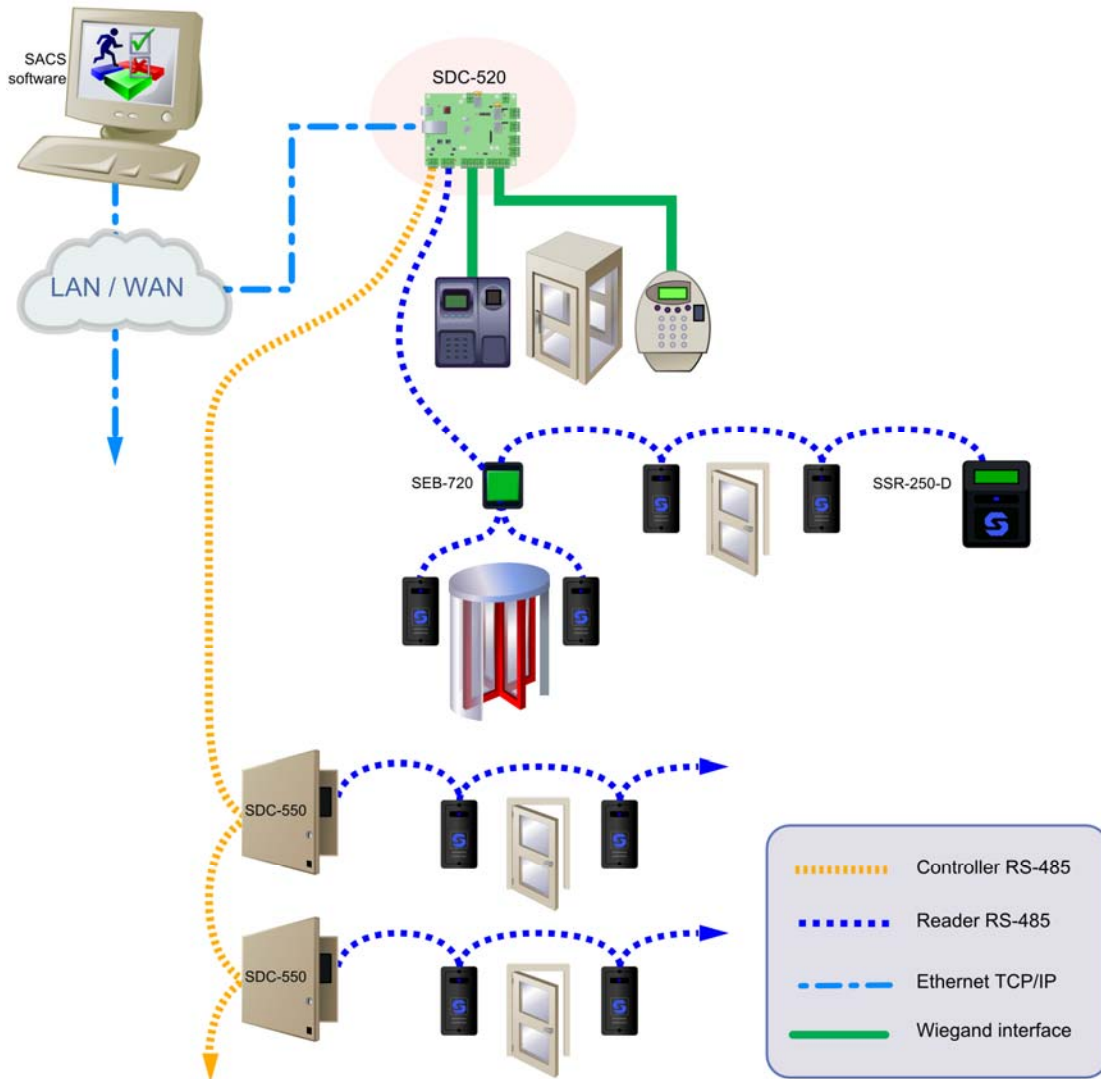 SACS
software
SDC-520
LAN / WAN
SEB-720
SSR-250-D
SDC-550
SDC-550
Controller RS-485
Reader RS-485
Ethernet TCP/IP
Wiegand interface